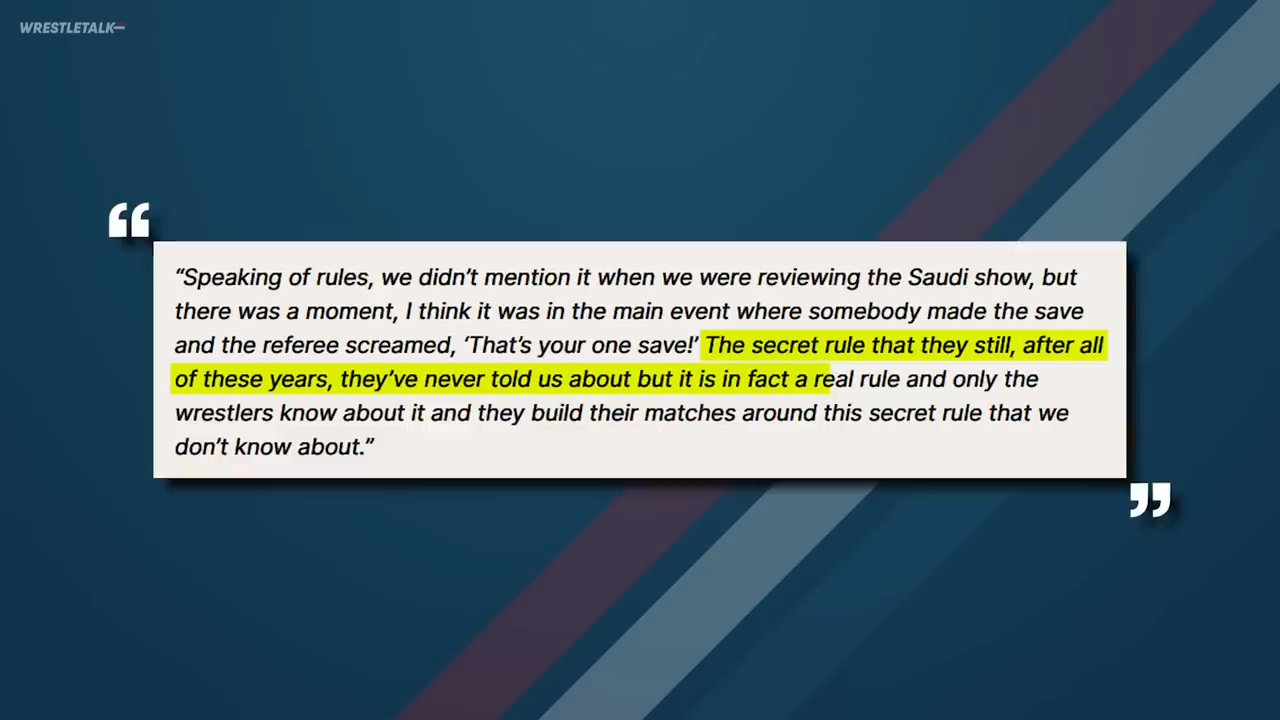 WRESTLETALK
“
“Speaking of rules, we didn’t mention it when we were reviewing the Saudi show, but
there was a moment, I think it was in the main event where somebody made the save
and the referee screamed, ‘That’s your one save!’ The secret rule that they still, after all
of these years, they’ve never told us about but it is in fact a real rule and only the
wrestlers know about it and they build their matches around this secret rule that we
don’t know about.”
”